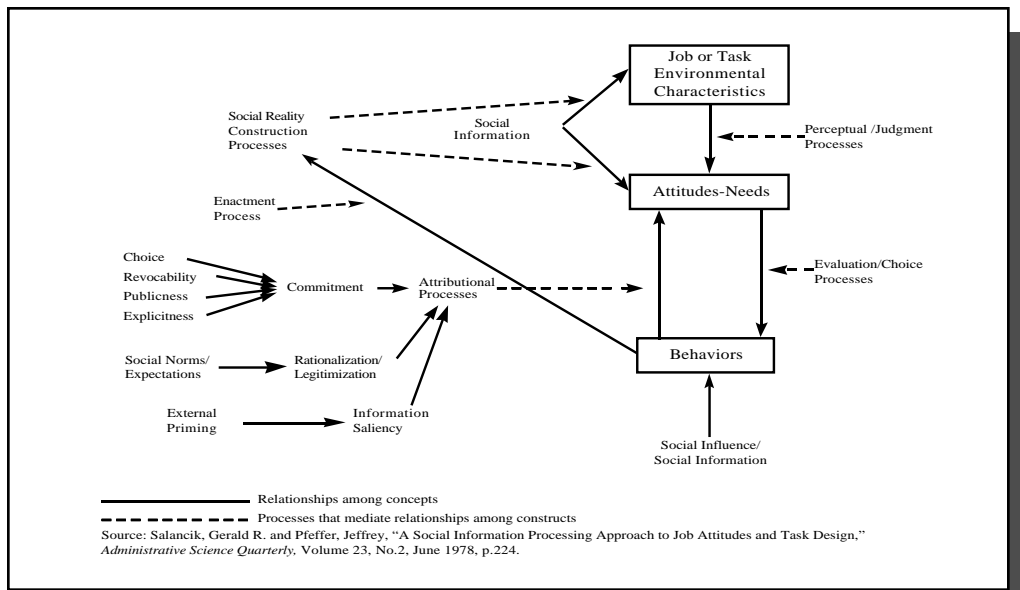 Job or Task
Environmental
Characteristics
Social Reality
Construction
Processes
Social
Information
Perceptual /Judgment
Processes
Attitudes-Needs
Enactment
Process
Choice
Revocability
Publicness
Explicitness
Commitment
Attributional
Processes
Evaluation/Choice
Processes
Behaviors
Social Norms/
Expectations
Rationalization/
Legitimization
External
Priming
Information
Saliency
Social Influence/
Social Information
Relationships among concepts
Processes that mediate relationships among constructs
Source: Salancik, Gerald R. and Pfeffer, Jeffrey, “A Social Information Processing Approach to Job Attitudes and Task Design,”
Administrative Science Quarterly, Volume 23, No.2, June 1978, p.224.